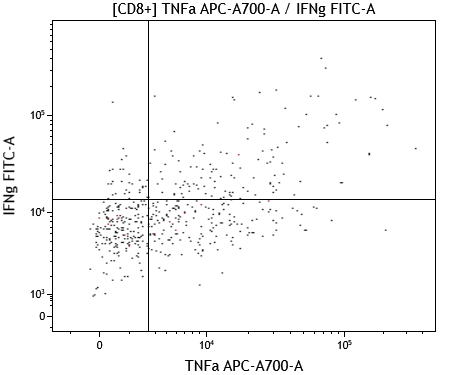 [CD8+] TNFa APC-A700-A / IFNg FITC-A
IFNg FITC-A
10⁵
10⁴
10³
0
0
10⁴
10⁵
TNFa APC-A700-A